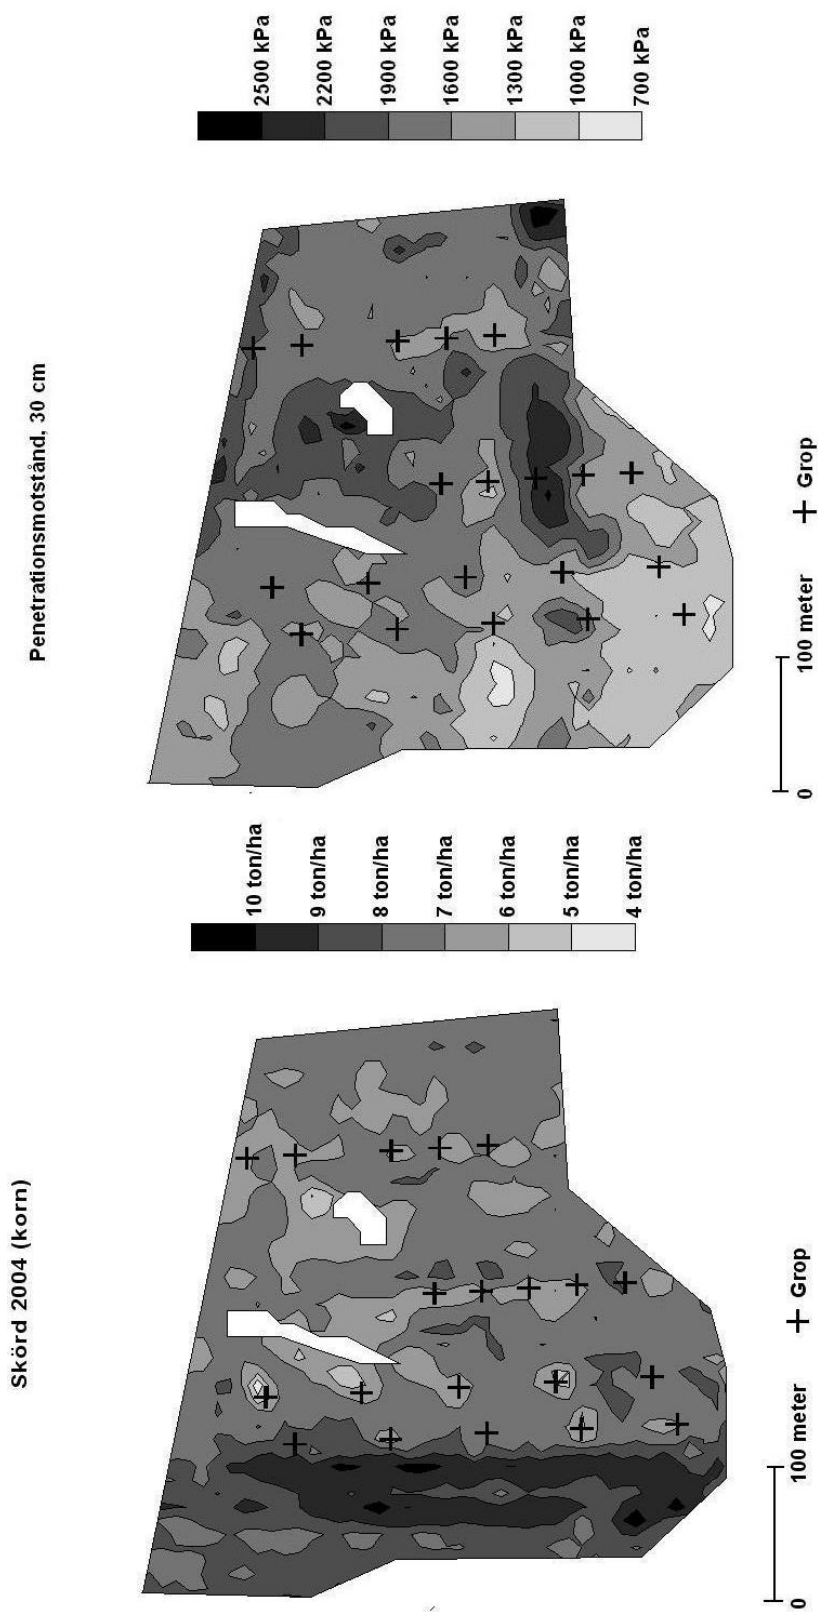 Skörd 2004 (korn)
10 ton/ha
9 ton/ha
8 ton/ha
7 ton/ha
6 ton/ha
5 ton/ha
4 ton/ha
0
100 meter
Grop
Penetrationsmotstånd, 30 cm
2500 kPa
2200 kPa
1900 kPa
1600 kPa
1300 kPa
1000 kPa
700 kPa
0
100 meter
Grop